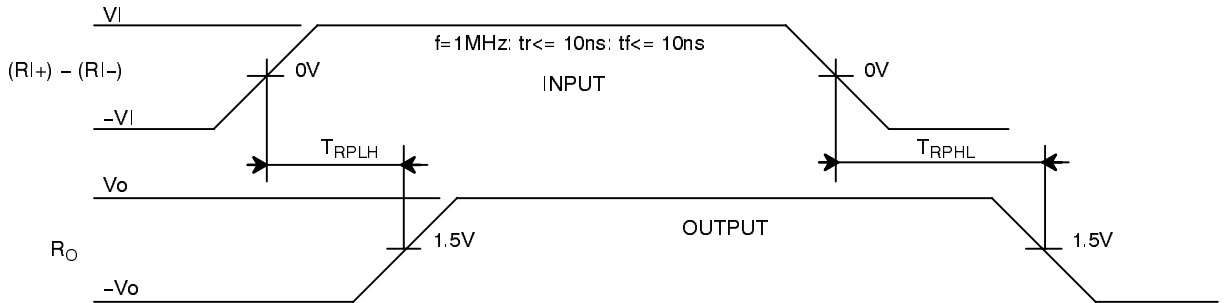 VI
f=1MHz: tr<= 10ns: tf<= 10ns
(RI+) – (RI–)
0V
INPUT
0V
–VI
TRPLH
TRPHL
Vo
RO
1.5V
OUTPUT
1.5V
–Vo